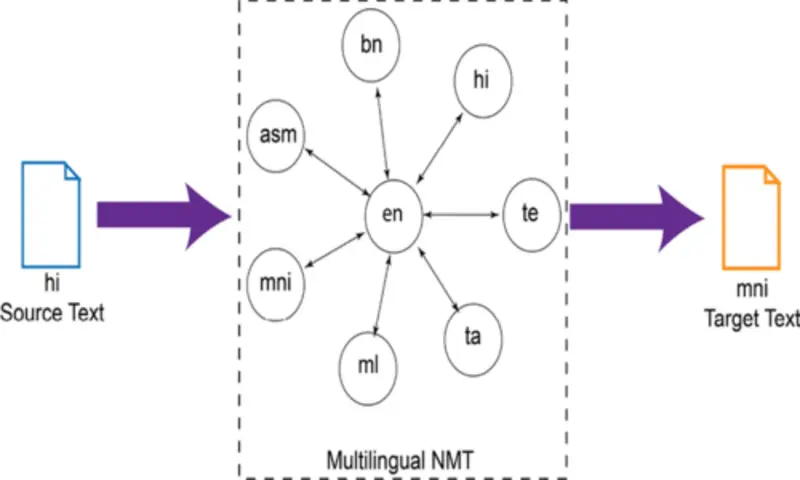 bn
hi
asm
en
te
mni
ta
ml
hi
Source Text
mni
Target Text
Multilingual NMT